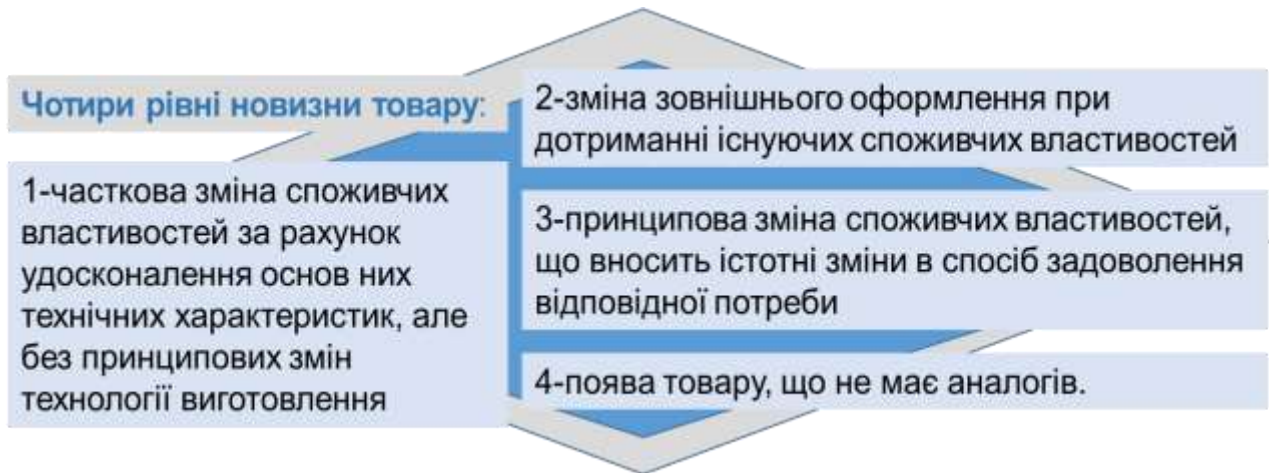 Чотири рівні новизни товару:
1-часткова зміна споживчих
властивостей за рахунок
удосконалення основ них
технічних характеристик, але
без принципових змін
технології виготовлення
2-зміна зовнішнього оформлення при
дотриманні існуючих споживчих властивостей
3-принципова зміна споживчих властивостей,
що вносить істотні зміни в спосіб задоволення
відповідної потреби
4-поява товару, що не має аналогів.